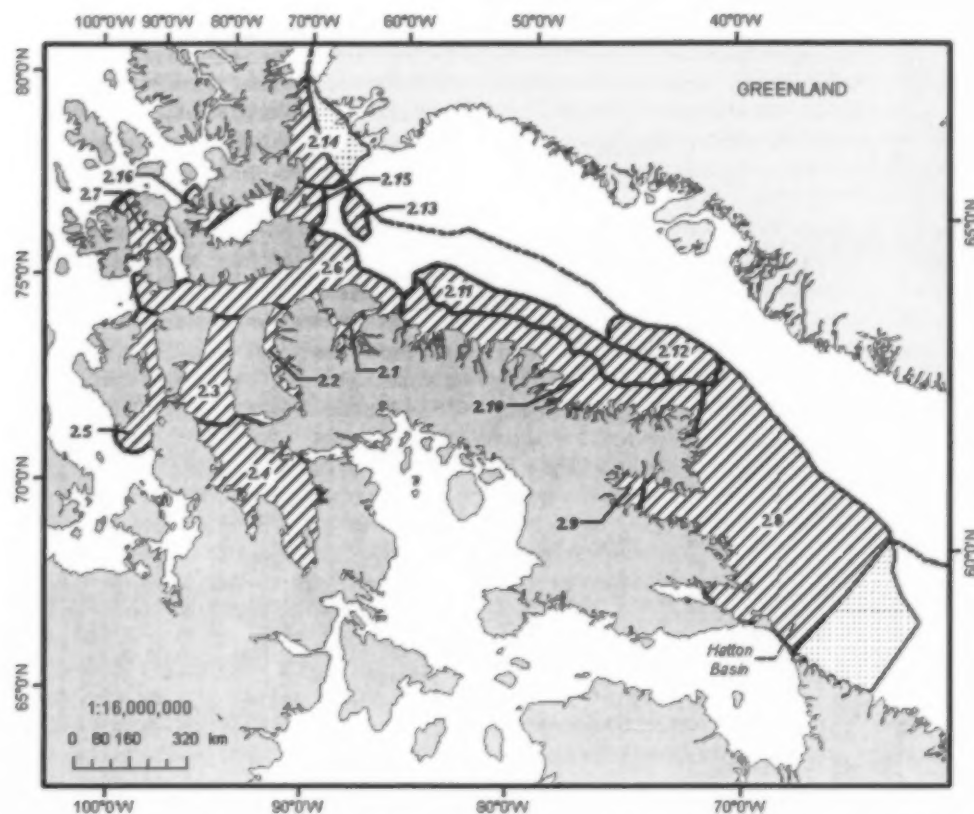 100°0'W 90°0'W 80°0'W 70°0'W 60°0'W 50°0'W 40°0'W
80°0'N
GREENLAND
2.14
2.16
2.7
2.15
2.13
65°0'N
75°0'N
2.6
2.11
2.12
2.1
2.2
2.3
2.10
2.5
2.4
70°0'N
2.9
2.8
60°0'N
Hatton
Basin
65°0'N
1:16,000,000
0 80 160 320 km
100°0'W 90°0'W 80°0'W 70°0'W